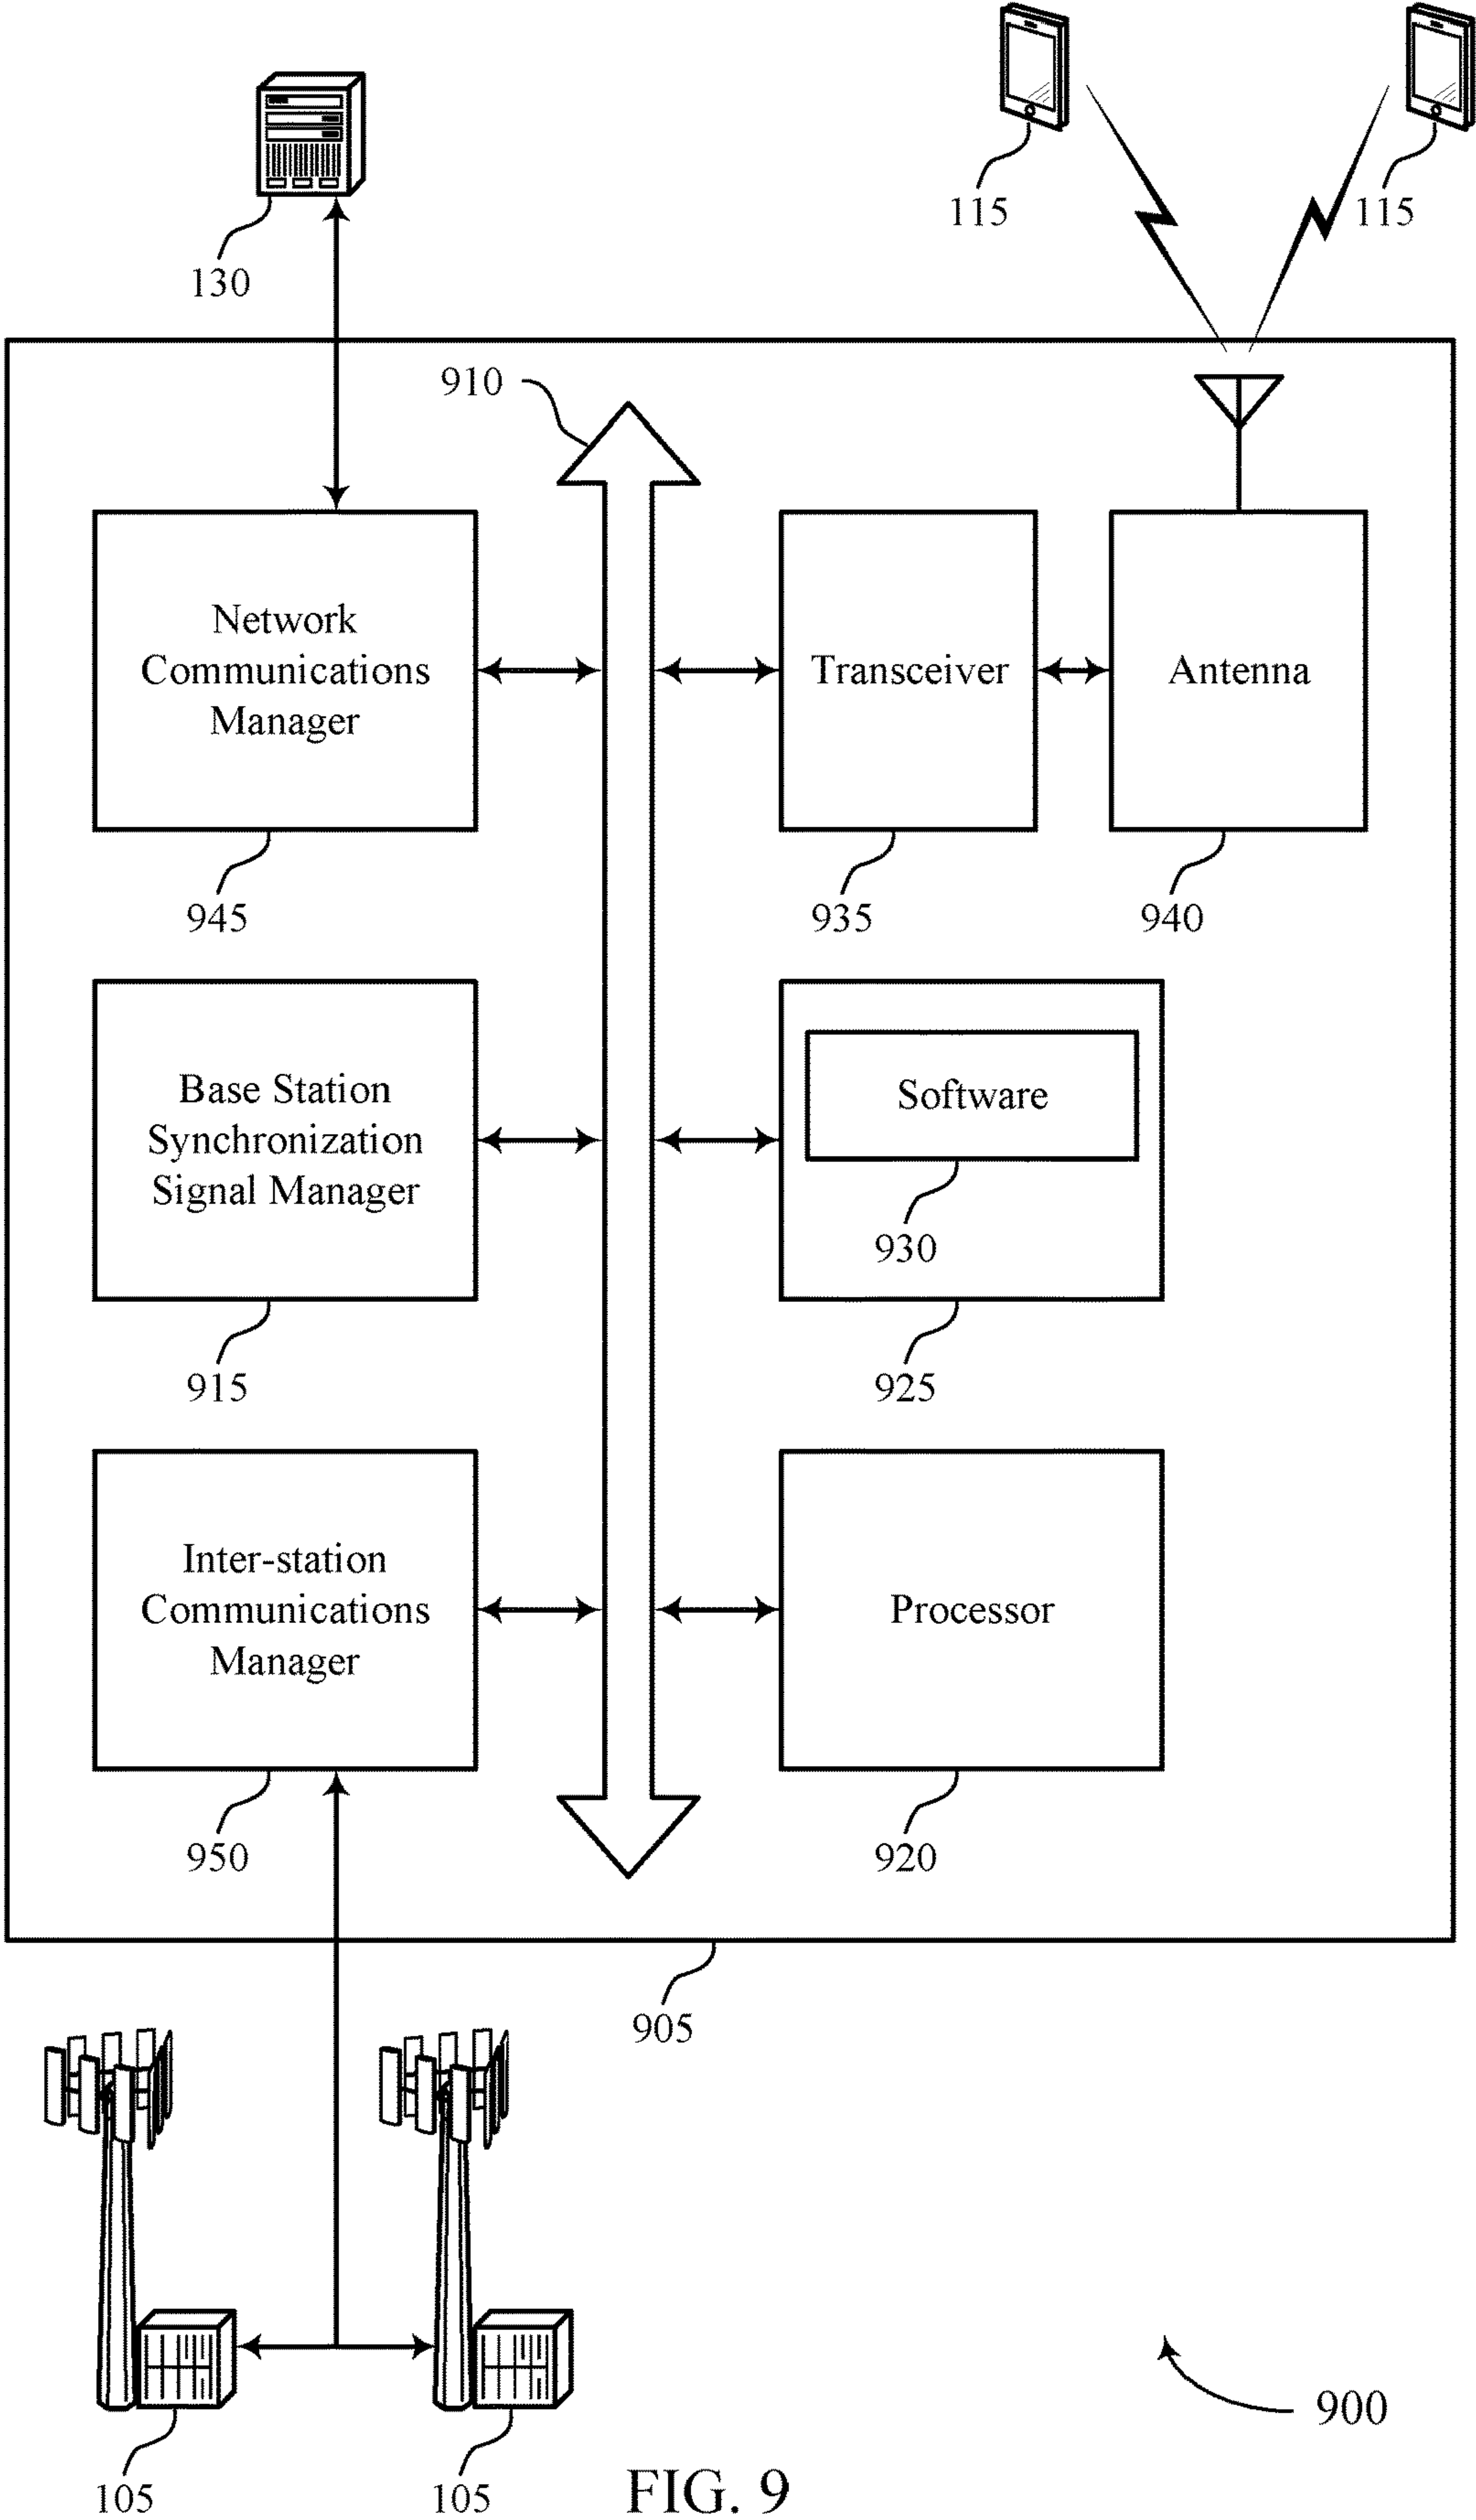 115
115
130
910
Network
Communications
Manager
Transceiver
Antenna
945
935
940
Base Station
Synchronization
Signal Manager
Software
930
915
925
Inter-station
Communications
Manager
Processor
950
920
905
900
105
105
FIG. 9